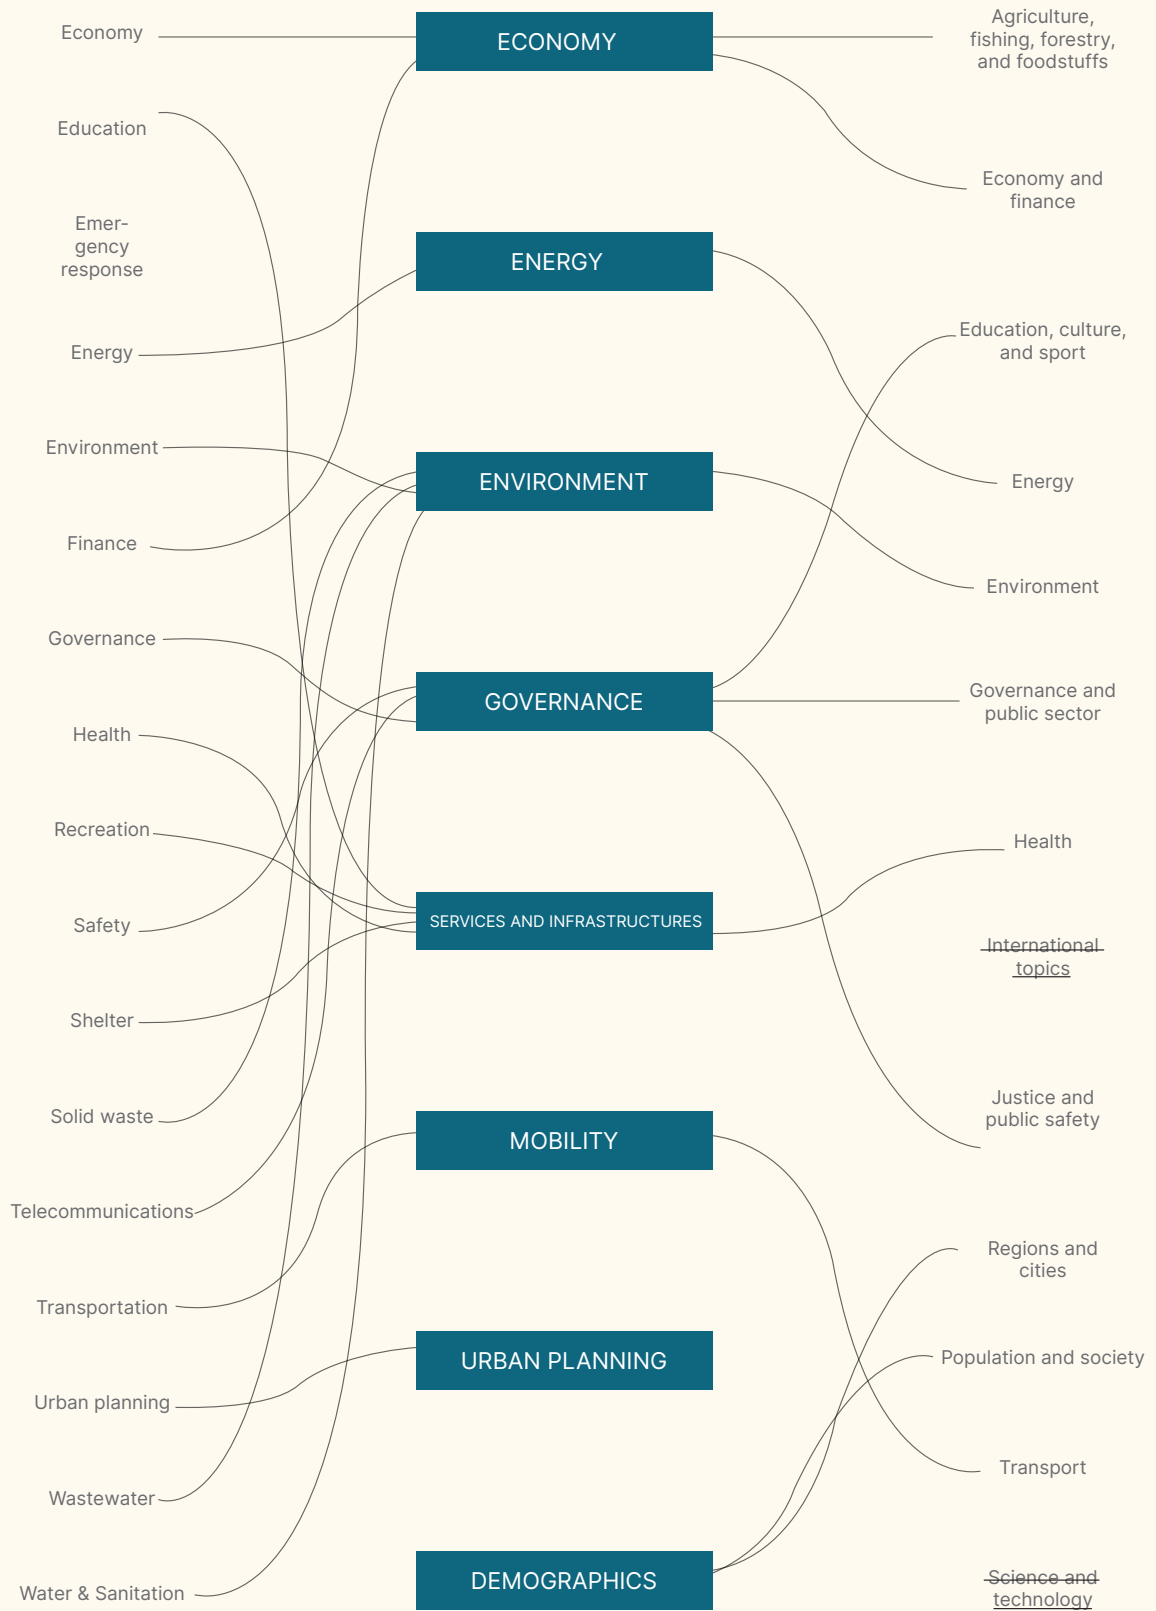 Economy
Education
Emer-
gency
response
Energy
Environment
Finance
Governance
Health
Recreation
Safety
Shelter
Solid waste
Telecommunications
Transportation
Urban planning
Wastewater
Water & Sanitation
ECONOMY
ENERGY
ENVIRONMENT
GOVERNANCE
SERVICES AND INFRASTRUCTURES
MOBILITY
URBAN PLANNING
DEMOGRAPHICS
Agriculture,
fishing, forestry,
and foodstuffs
Economy and
finance
Education, culture,
and sport
Energy
Environment
Governance and
public sector
Health
International
topics
Justice and
public safety
Regions and
cities
Population and society
Transport
Science and
technology